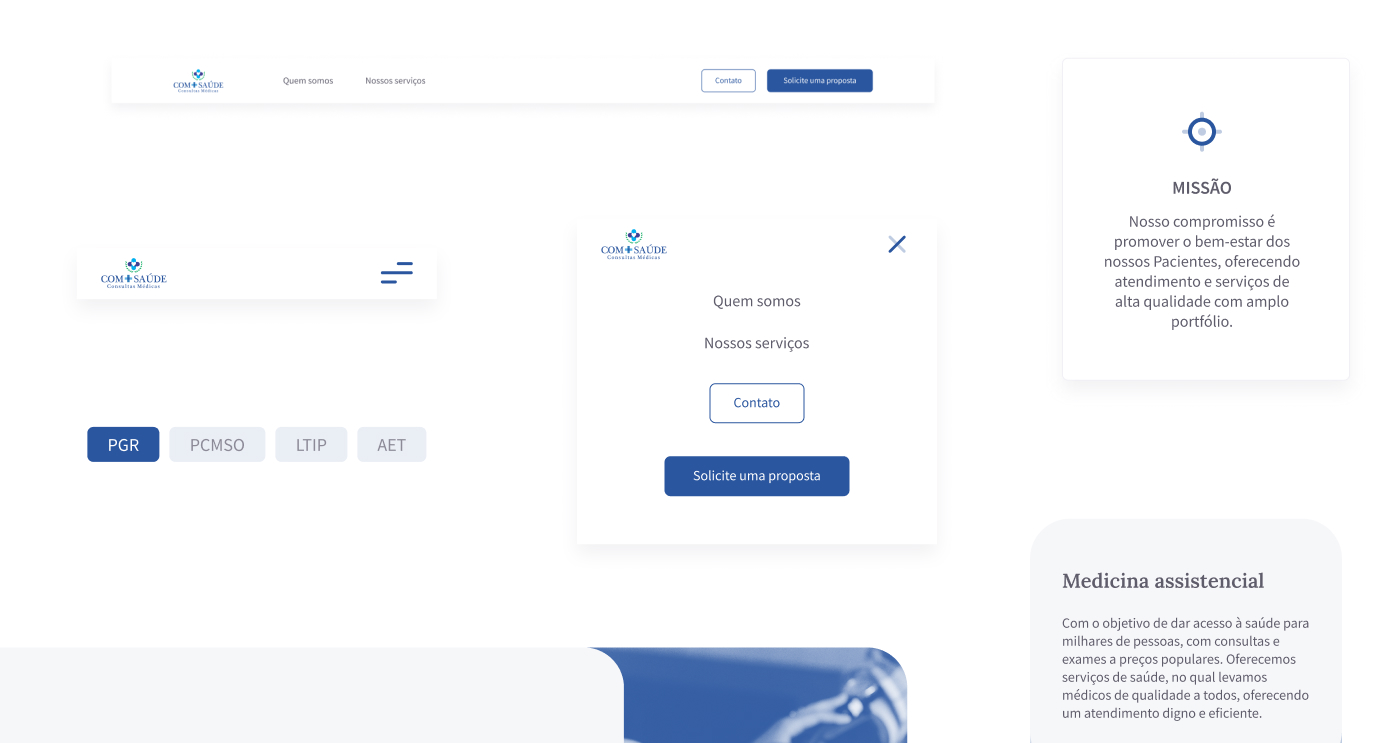 COM+SAÚDE
Consultas Médicas
Quem somos
Nossos serviços
Contato
Solicite uma proposta
COM+SAÚDE
Consultas Médicas
PGR
PCMSO
LTIP
AET
COM+SAÚDE
Consultas Médicas
Quem somos
Nossos serviços
Contato
Solicite uma proposta
MISSÃO
Nosso compromisso é
promover o bem-estar dos
nossos Pacientes, oferecendo
atendimento e serviços de
alta qualidade com amplo
portfólio.
Medicina assistencial
Com o objetivo de dar acesso à saúde para
milhares de pessoas, com consultas e
exames a preços populares. Oferecemos
serviços de saúde, no qual levamos
médicos de qualidade a todos, oferecendo
um atendimento digno e eficiente.